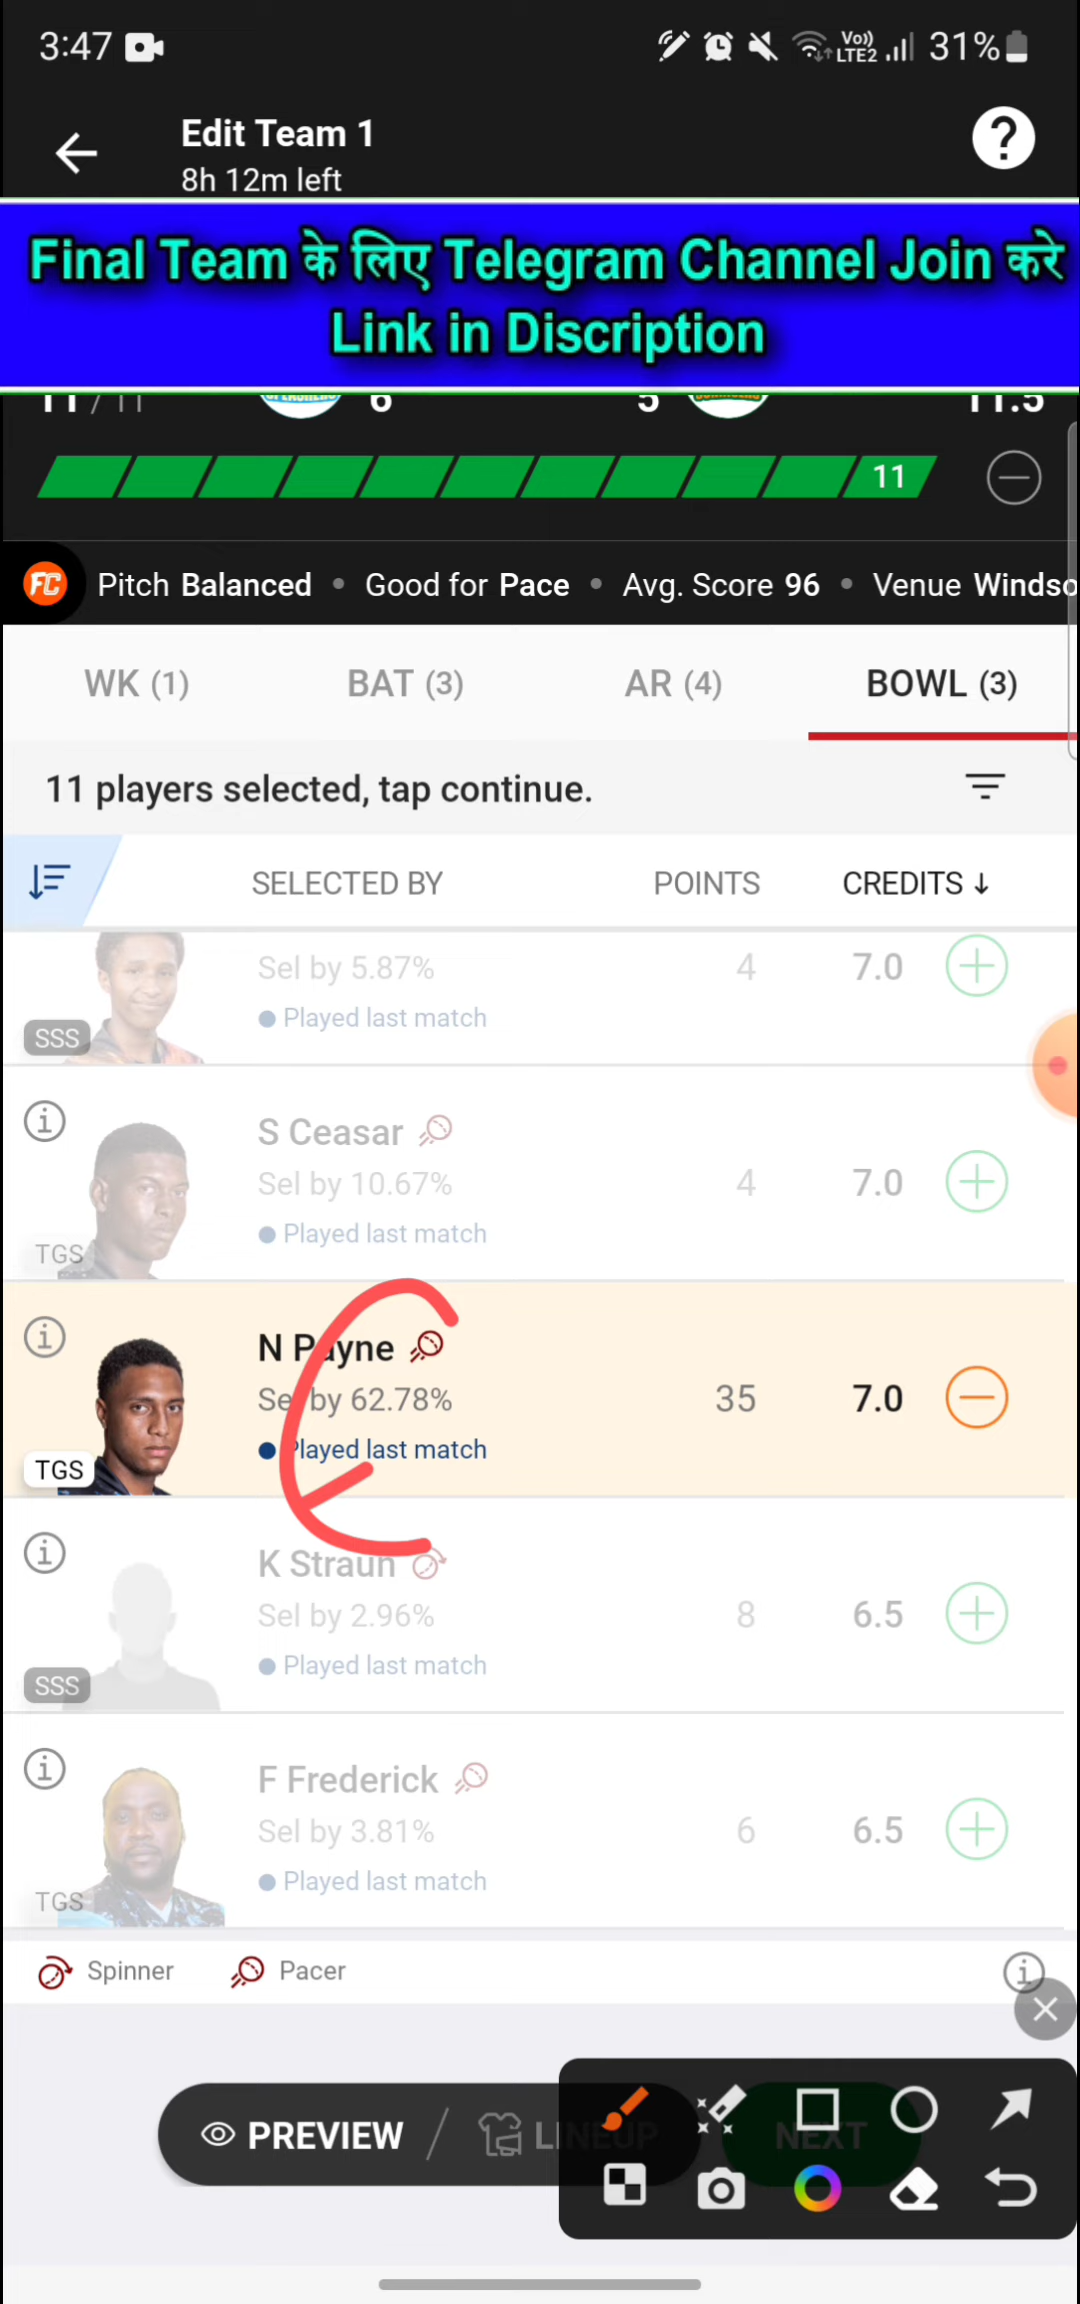 3:47 Vo)) LTE2 31%
Edit Team 1
8h 12m left
Final Team के लिए Telegram Channel Join करे
Link in Discription
11 / 11 6 5 11.5
11
FC Pitch Balanced • Good for Pace • Avg. Score 96 • Venue Windso
WK (1) BAT (3) AR (4) BOWL (3)
11 players selected, tap continue.
SELECTED BY POINTS CREDITS ↓
Sel by 5.87% 4 7.0
Played last match
SSS
S Ceasar
Sel by 10.67% 4 7.0
Played last match
TGS
N Payne
Sel by 62.78% 35 7.0
Played last match
TGS
K Straun
Sel by 2.96% 8 6.5
Played last match
SSS
F Frederick
Sel by 3.81% 6 6.5
Played last match
TGS
Spinner Pacer
PREVIEW / LINEUP NEXT